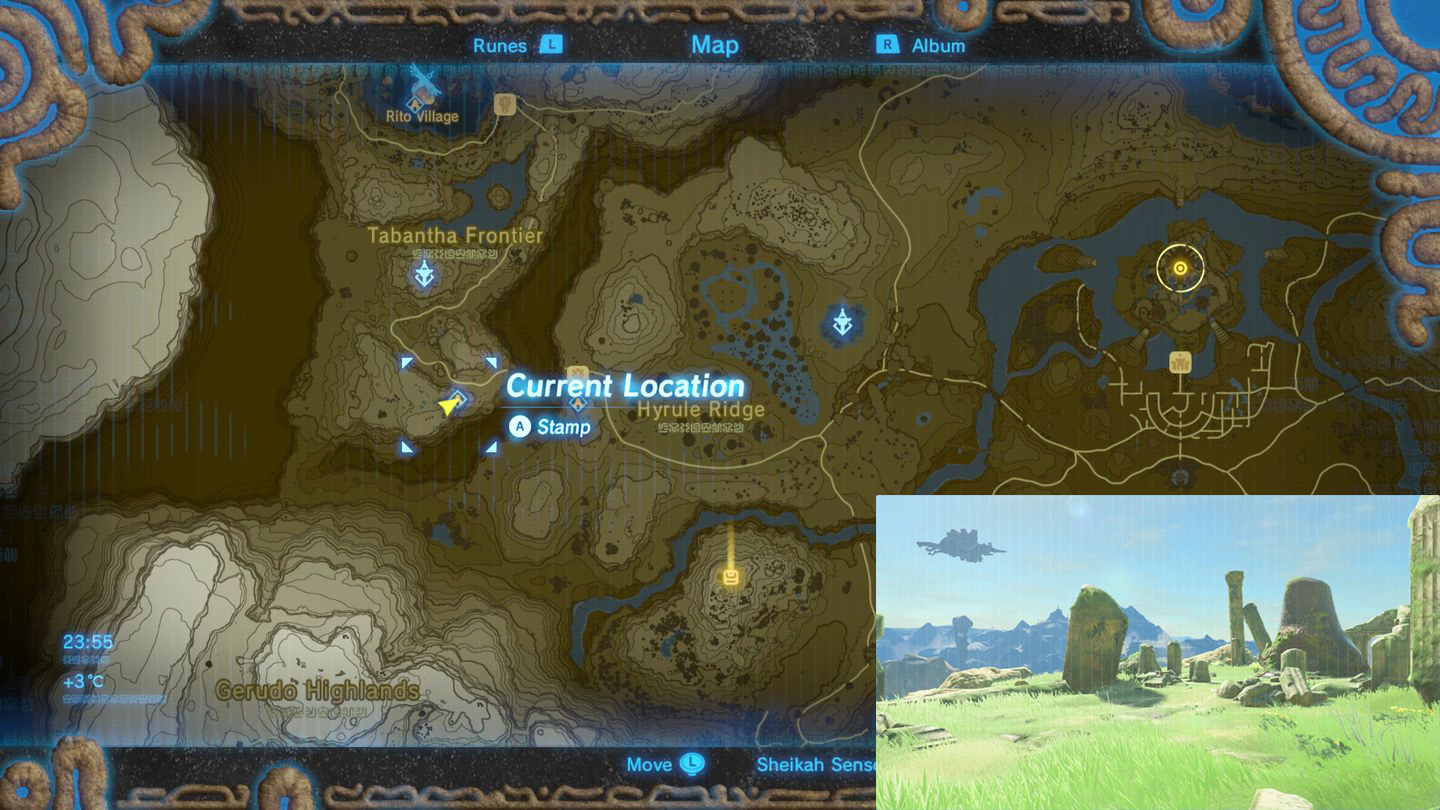 Runes L
Map
R Album
Rito Village
Tabantha Frontier
Current Location
A Stamp
Hyrule Ridge
23:55
+3°C
Gerudo Highlands
Move L
Sheikah Sens